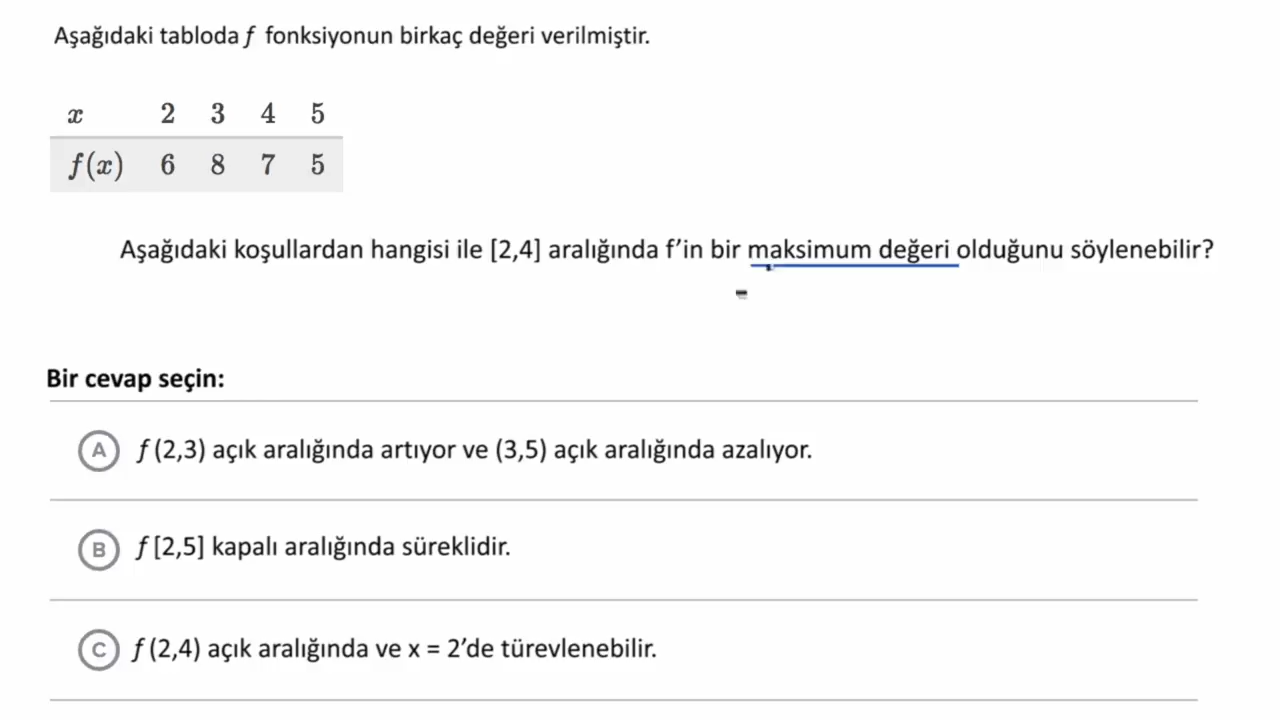 Aşağıdaki tabloda f fonksiyonun birkaç değeri verilmiştir.
x 2 3 4 5
f(x) 6 8 7 5
Aşağıdaki koşullardan hangisi ile [2,4] aralığında f’in bir maksimum değeri olduğunu söylenebilir?
Bir cevap seçin:
A f (2,3) açık aralığında artıyor ve (3,5) açık aralığında azalıyor.
B f [2,5] kapalı aralığında süreklidir.
C f (2,4) açık aralığında ve x = 2’de türevlenebilir.